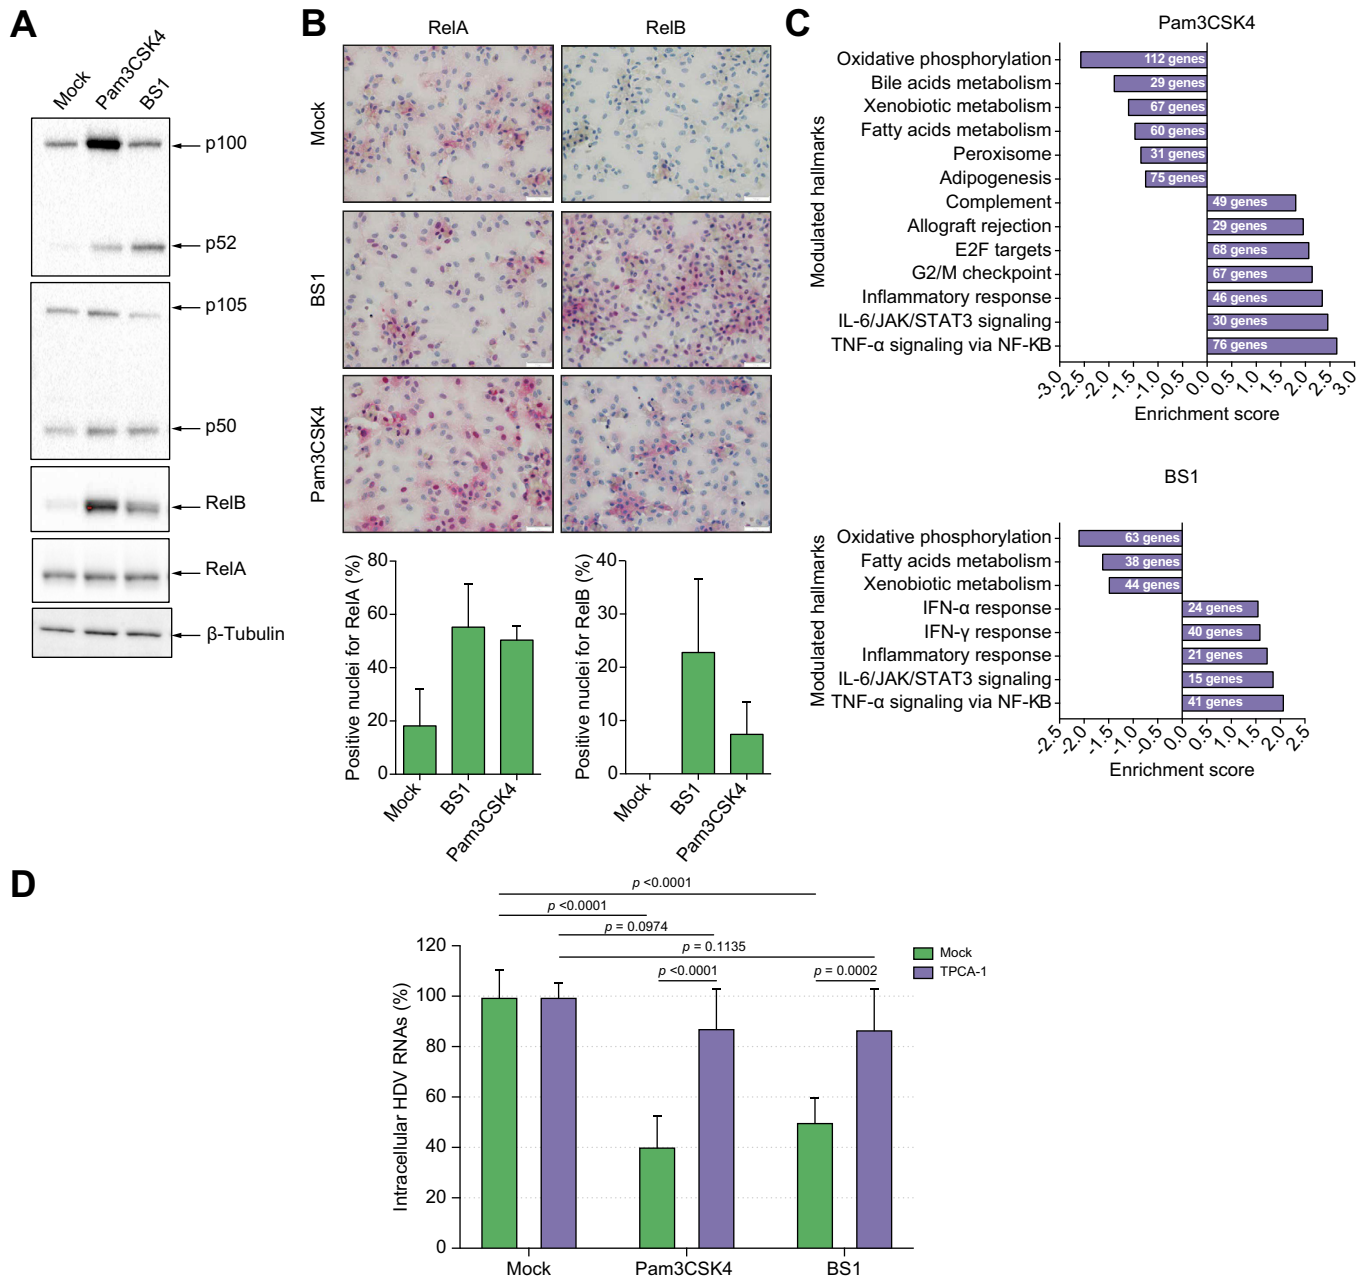 A
Mock
Pam3CSK4
BS1
p100
p52
p105
p50
RelB
RelA
β-Tubulin
B
RelA
RelB
Mock
BS1
Pam3CSK4
Positive nuclei for RelA (%)
80
60
40
20
0
Mock
BS1
Pam3CSK4
Positive nuclei for RelB (%)
40
30
20
10
0
Mock
BS1
Pam3CSK4
C
Pam3CSK4
Modulated hallmarks
Oxidative phosphorylation 112 genes
Bile acids metabolism 29 genes
Xenobiotic metabolism 67 genes
Fatty acids metabolism 60 genes
Peroxisome 31 genes
Adipogenesis 75 genes
Complement 49 genes
Allograft rejection 29 genes
E2F targets 68 genes
G2/M checkpoint 67 genes
Inflammatory response 46 genes
IL-6/JAK/STAT3 signaling 30 genes
TNF-α signaling via NF-KB 76 genes
-3.0 -2.5 -2.0 -1.5 -1.0 -0.5 0.0 0.5 1.0 1.5 2.0 2.5 3.0
Enrichment score
BS1
Modulated hallmarks
Oxidative phosphorylation 63 genes
Fatty acids metabolism 38 genes
Xenobiotic metabolism 44 genes
IFN-α response 24 genes
IFN-γ response 40 genes
Inflammatory response 21 genes
IL-6/JAK/STAT3 signaling 15 genes
TNF-α signaling via NF-KB 41 genes
-2.5 -2.0 -1.5 -1.0 -0.5 0.0 0.5 1.0 1.5 2.0 2.5
Enrichment score
D
p <0.0001
p <0.0001
p = 0.0974
p = 0.1135
p <0.0001
p = 0.0002
Mock
TPCA-1
Intracellular HDV RNAs (%)
120
100
80
60
40
20
0
Mock
Pam3CSK4
BS1